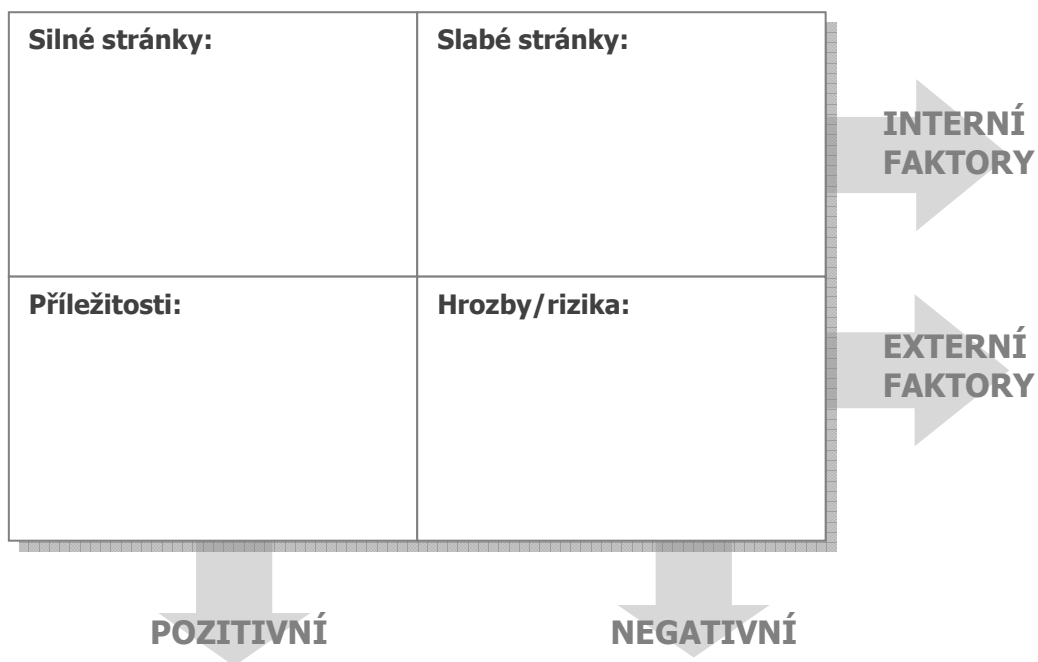 Silné stránky:
Slabé stránky:
INTERNÍ
FAKTORY
Příležitosti:
Hrozby/rizika:
EXTERNÍ
FAKTORY
POZITIVNÍ
NEGATIVNÍ